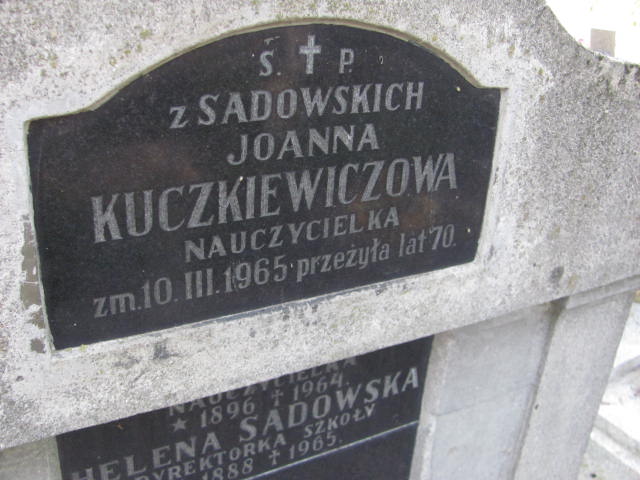 Ś. † P.
z SADOWSKICH
JOANNA
KUCZKIEWICZOWA
NAUCZYCIELKA
zm. 10. III. 1965 przeżyła lat 70.
NAUCZYCIELKA
* 1896 † 1964.
HELENA SADOWSKA
DYREKTORKA SZKOŁY
1888 † 1965.